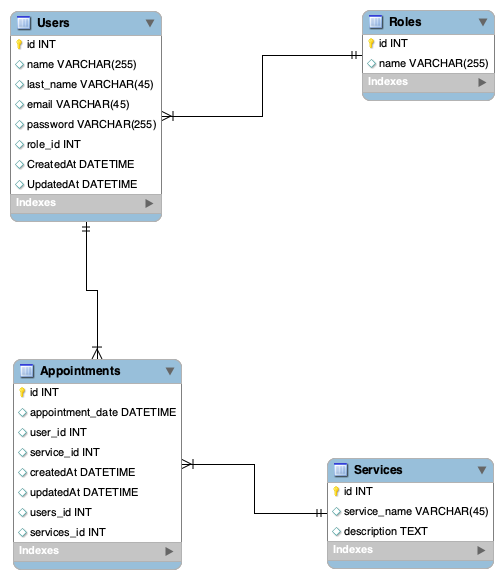 Users
id INT
name VARCHAR(255)
last_name VARCHAR(45)
email VARCHAR(45)
password VARCHAR(255)
role_id INT
CreatedAt DATETIME
UpdatedAt DATETIME
Indexes
Roles
id INT
name VARCHAR(255)
Indexes
Appointments
id INT
appointment_date DATETIME
user_id INT
service_id INT
createdAt DATETIME
updatedAt DATETIME
users_id INT
services_id INT
Indexes
Services
id INT
service_name VARCHAR(45)
description TEXT
Indexes